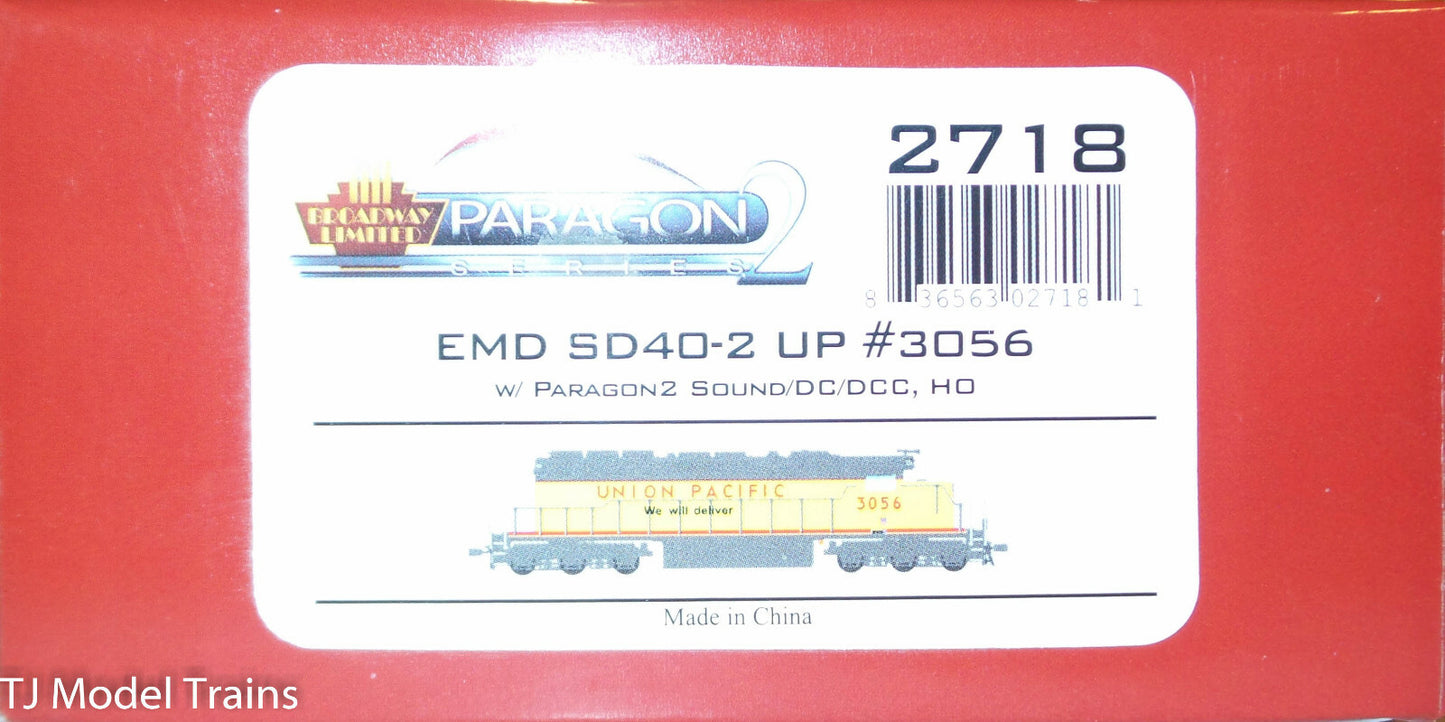 2718
BROADWAY
LIMITED
PARAGON 2
SERIES
8 36563 02718 1
EMD SD40-2 UP #3056
W/ PARAGON2 SOUND/DC/DCC, HO
UNION PACIFIC
We will deliver
3056
Made in China
TJ Model Trains